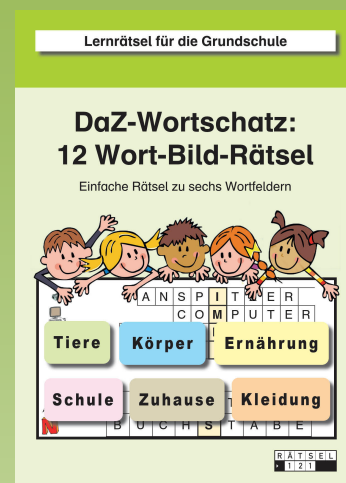 Lernrätsel für die Grundschule
DaZ-Wortschatz:
12 Wort-Bild-Rätsel
Einfache Rätsel zu sechs Wortfeldern
ANSPITZER
COMPUTER
Tiere
Körper
Ernährung
Schule
Zuhause
Kleidung
BUCHSTABE
RÄTSEL
121